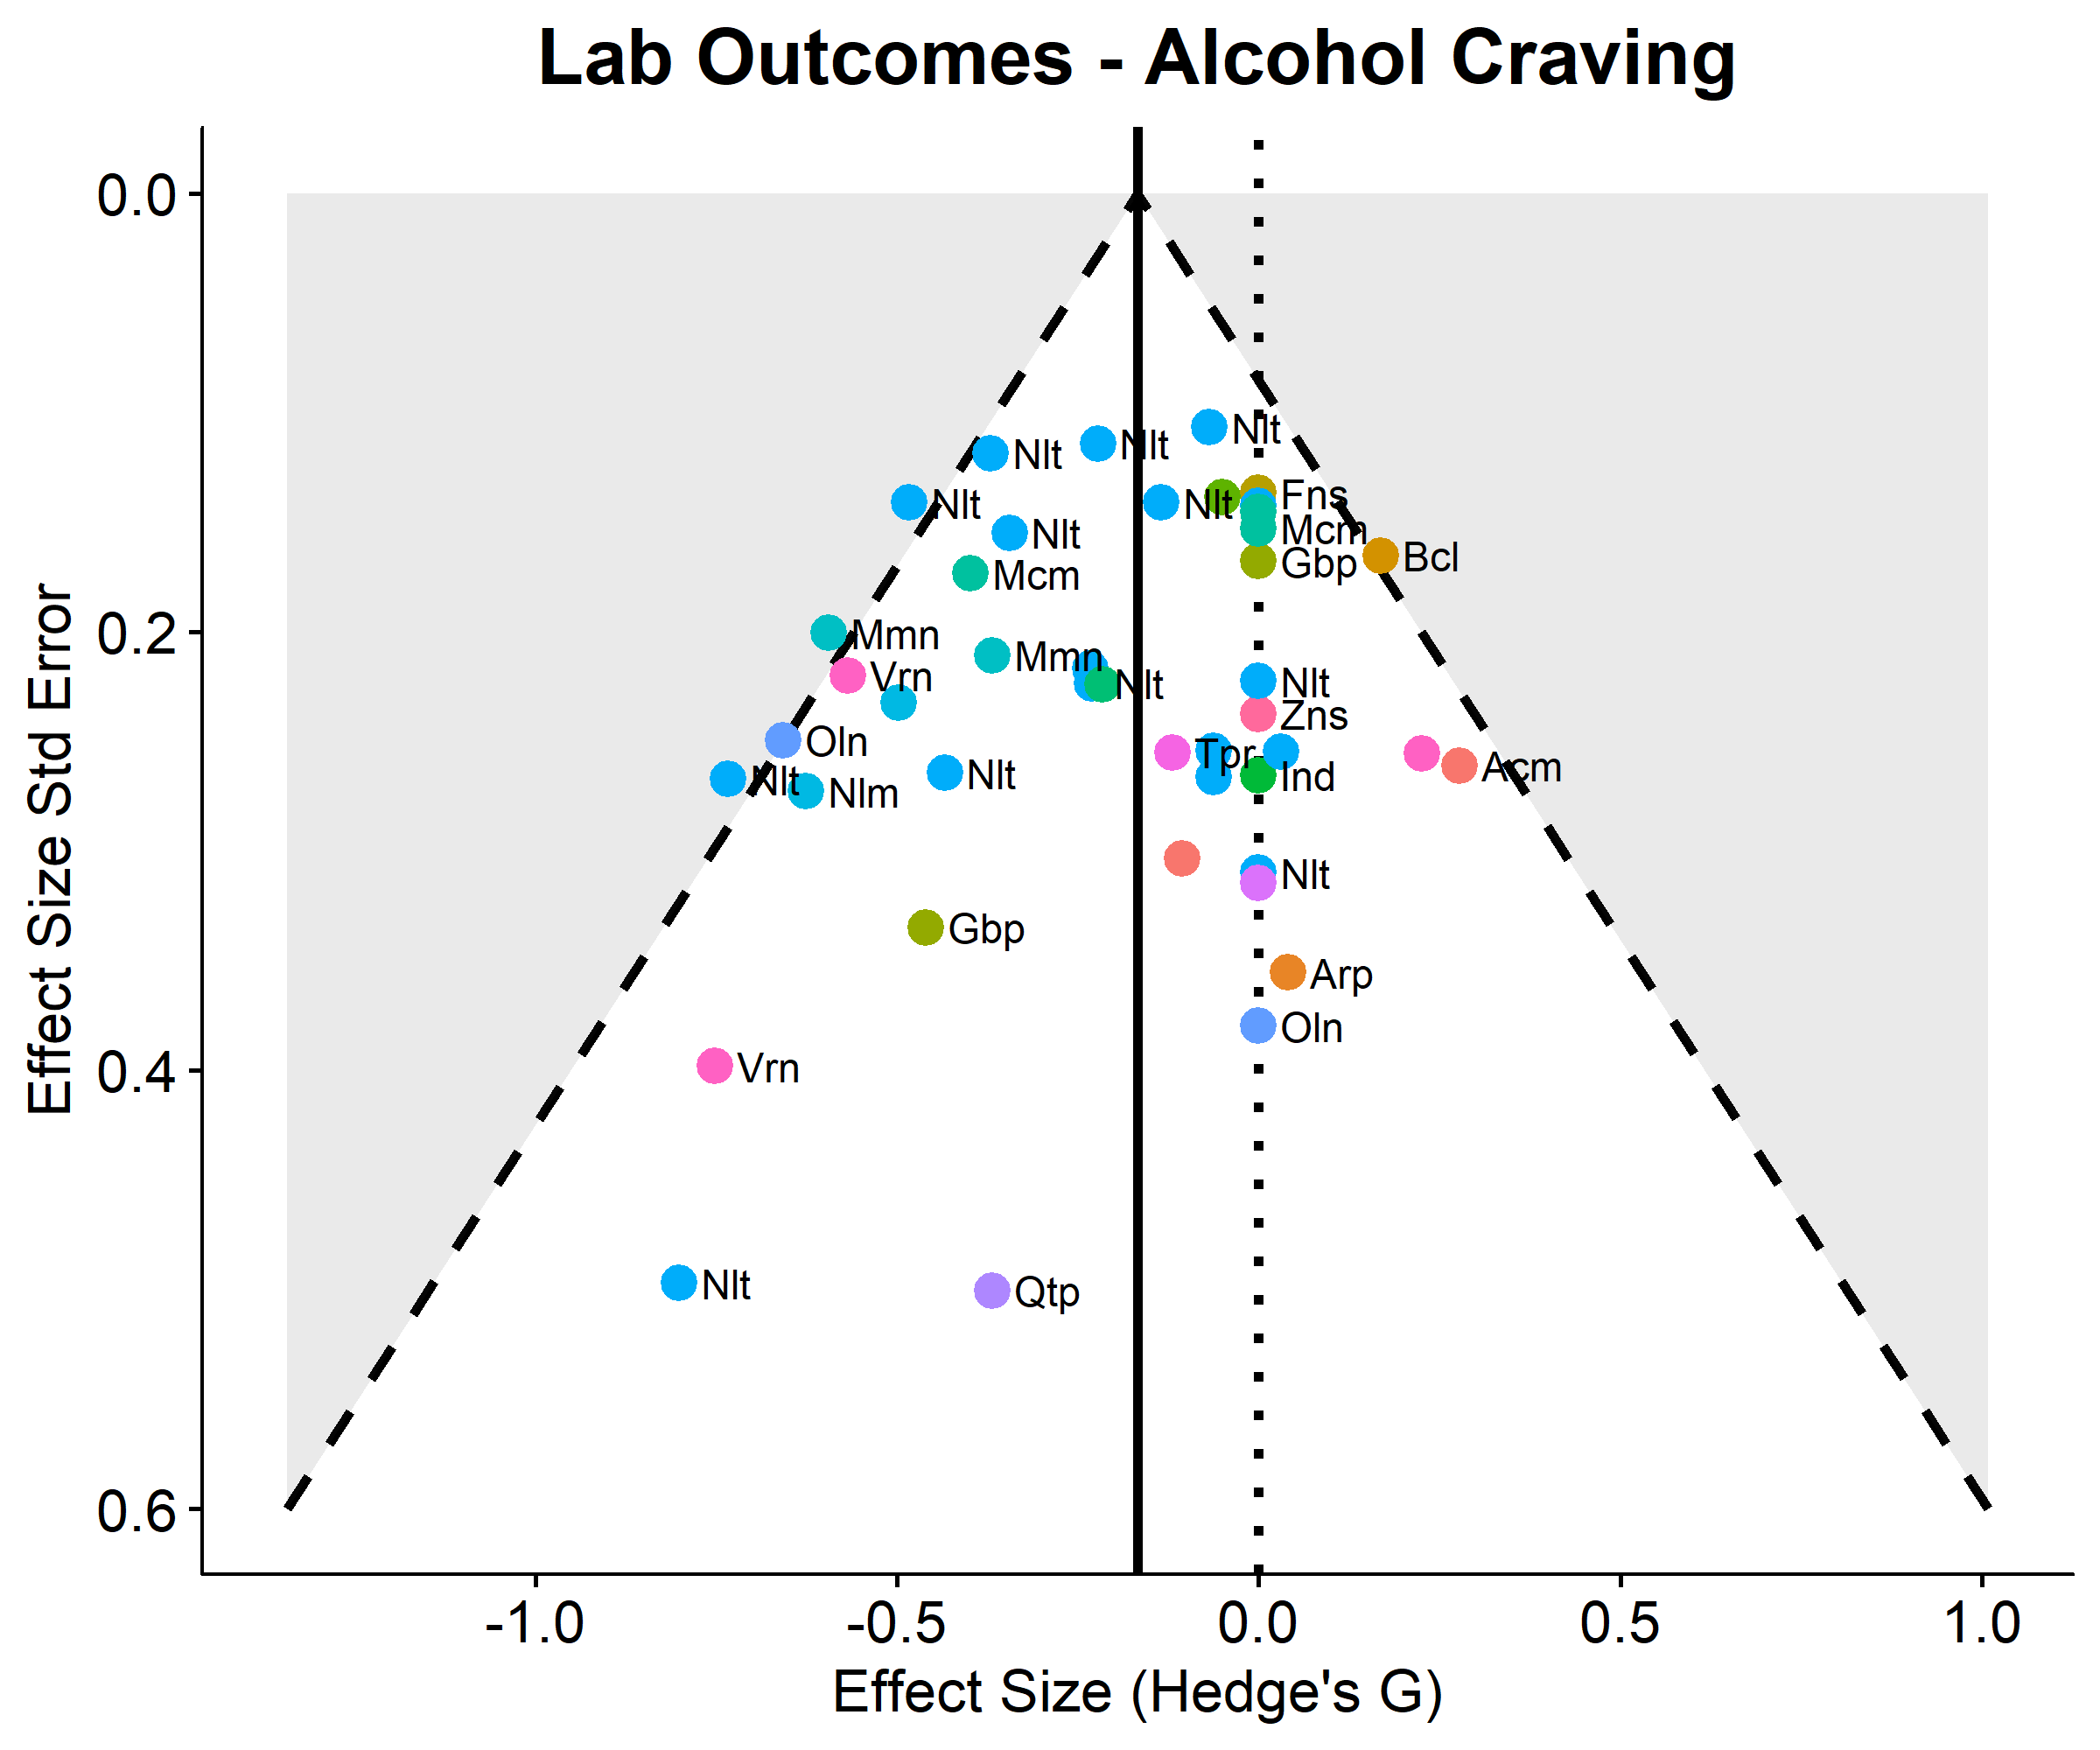 Lab Outcomes - Alcohol Craving
0.0
0.2
0.4
0.6
Effect Size Std Error
Nlt
Nlt
Nlt
Nlt
Nlt
Fns
Nlt
Mcm
Mcm
Gbp
Bcl
Mmn
Mmn
Vrn
Nlt
Nlt
Zns
Oln
Tpr
Nlt
Nlm
Nlt
Ind
Acm
Nlt
Gbp
Arp
Oln
Vrn
Nlt
Qtp
-1.0
-0.5
0.0
0.5
1.0
Effect Size (Hedge's G)